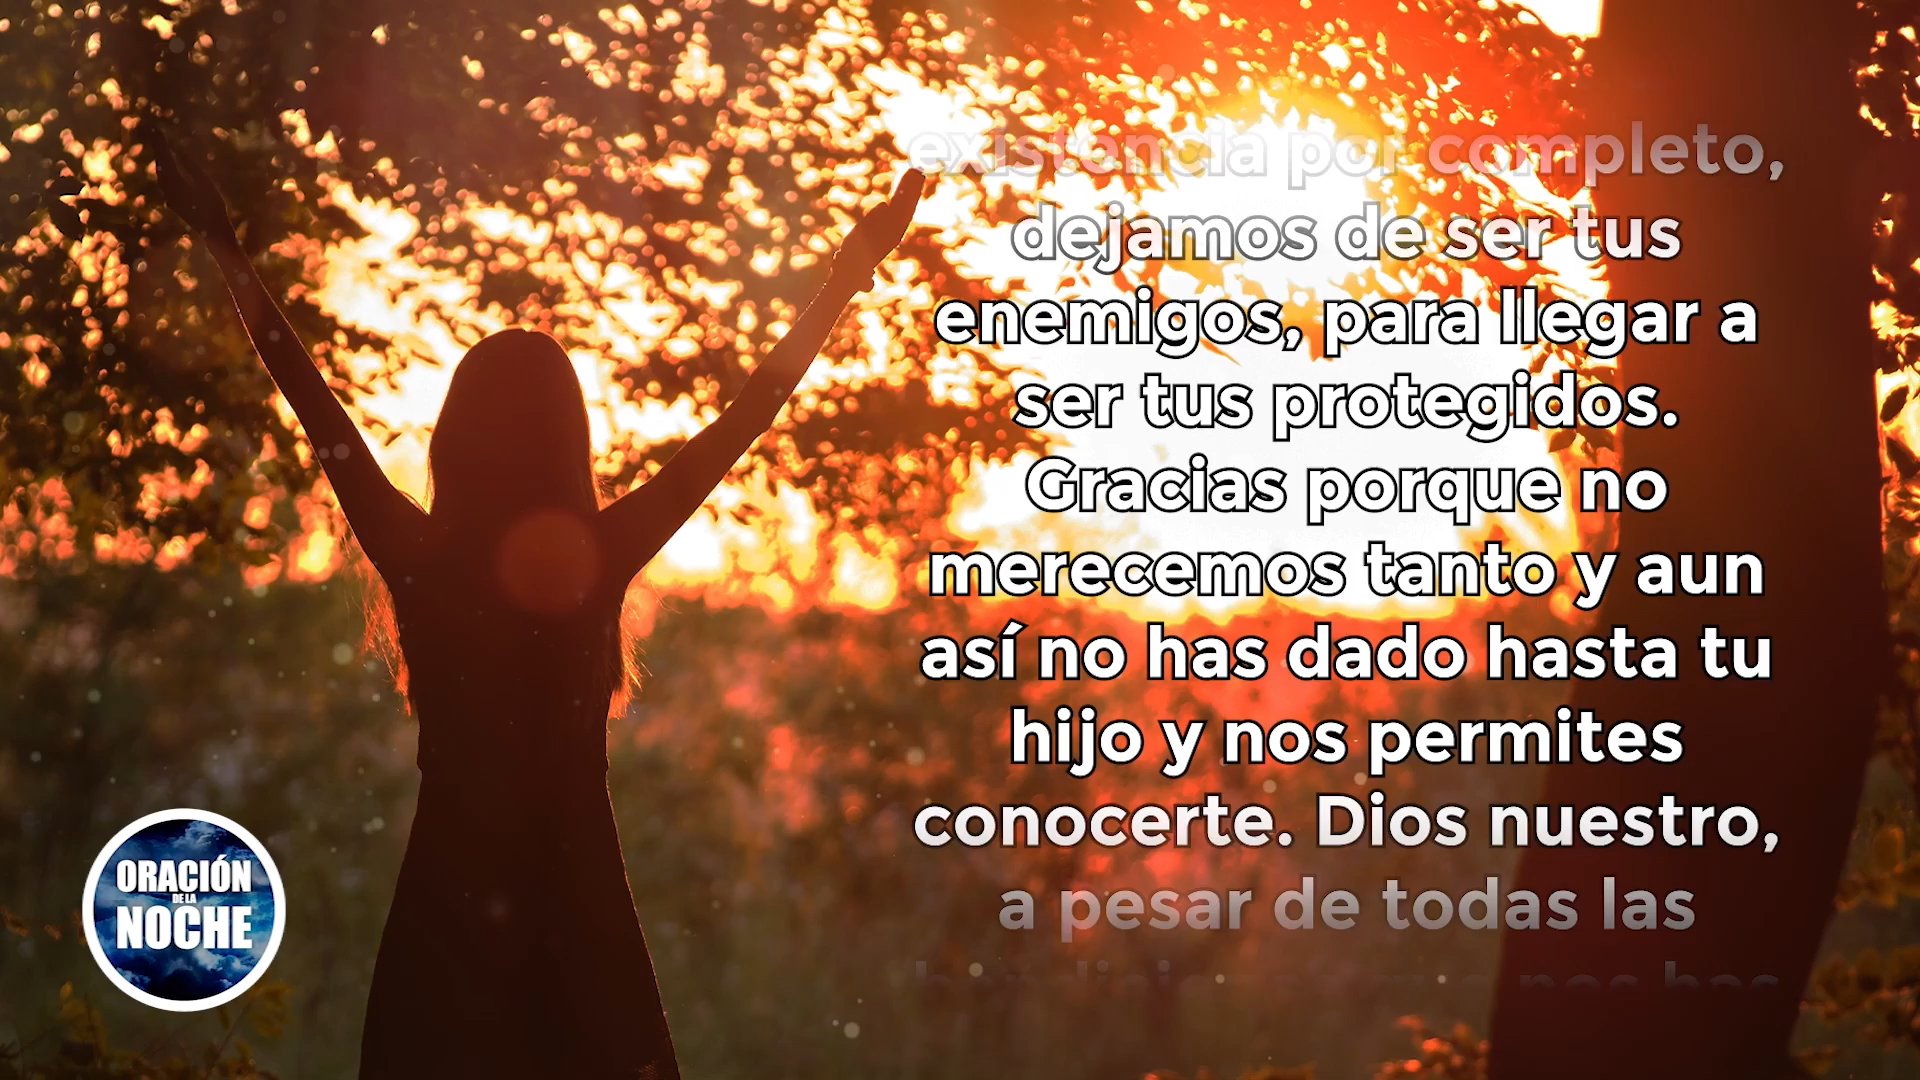 existencia por completo,
dejamos de ser tus
enemigos, para llegar a
ser tus protegidos.
Gracias porque no
merecemos tanto y aun
así no has dado hasta tu
hijo y nos permites
conocerte. Dios nuestro,
a pesar de todas las
nos has
ORACIÓN
DE LA
NOCHE